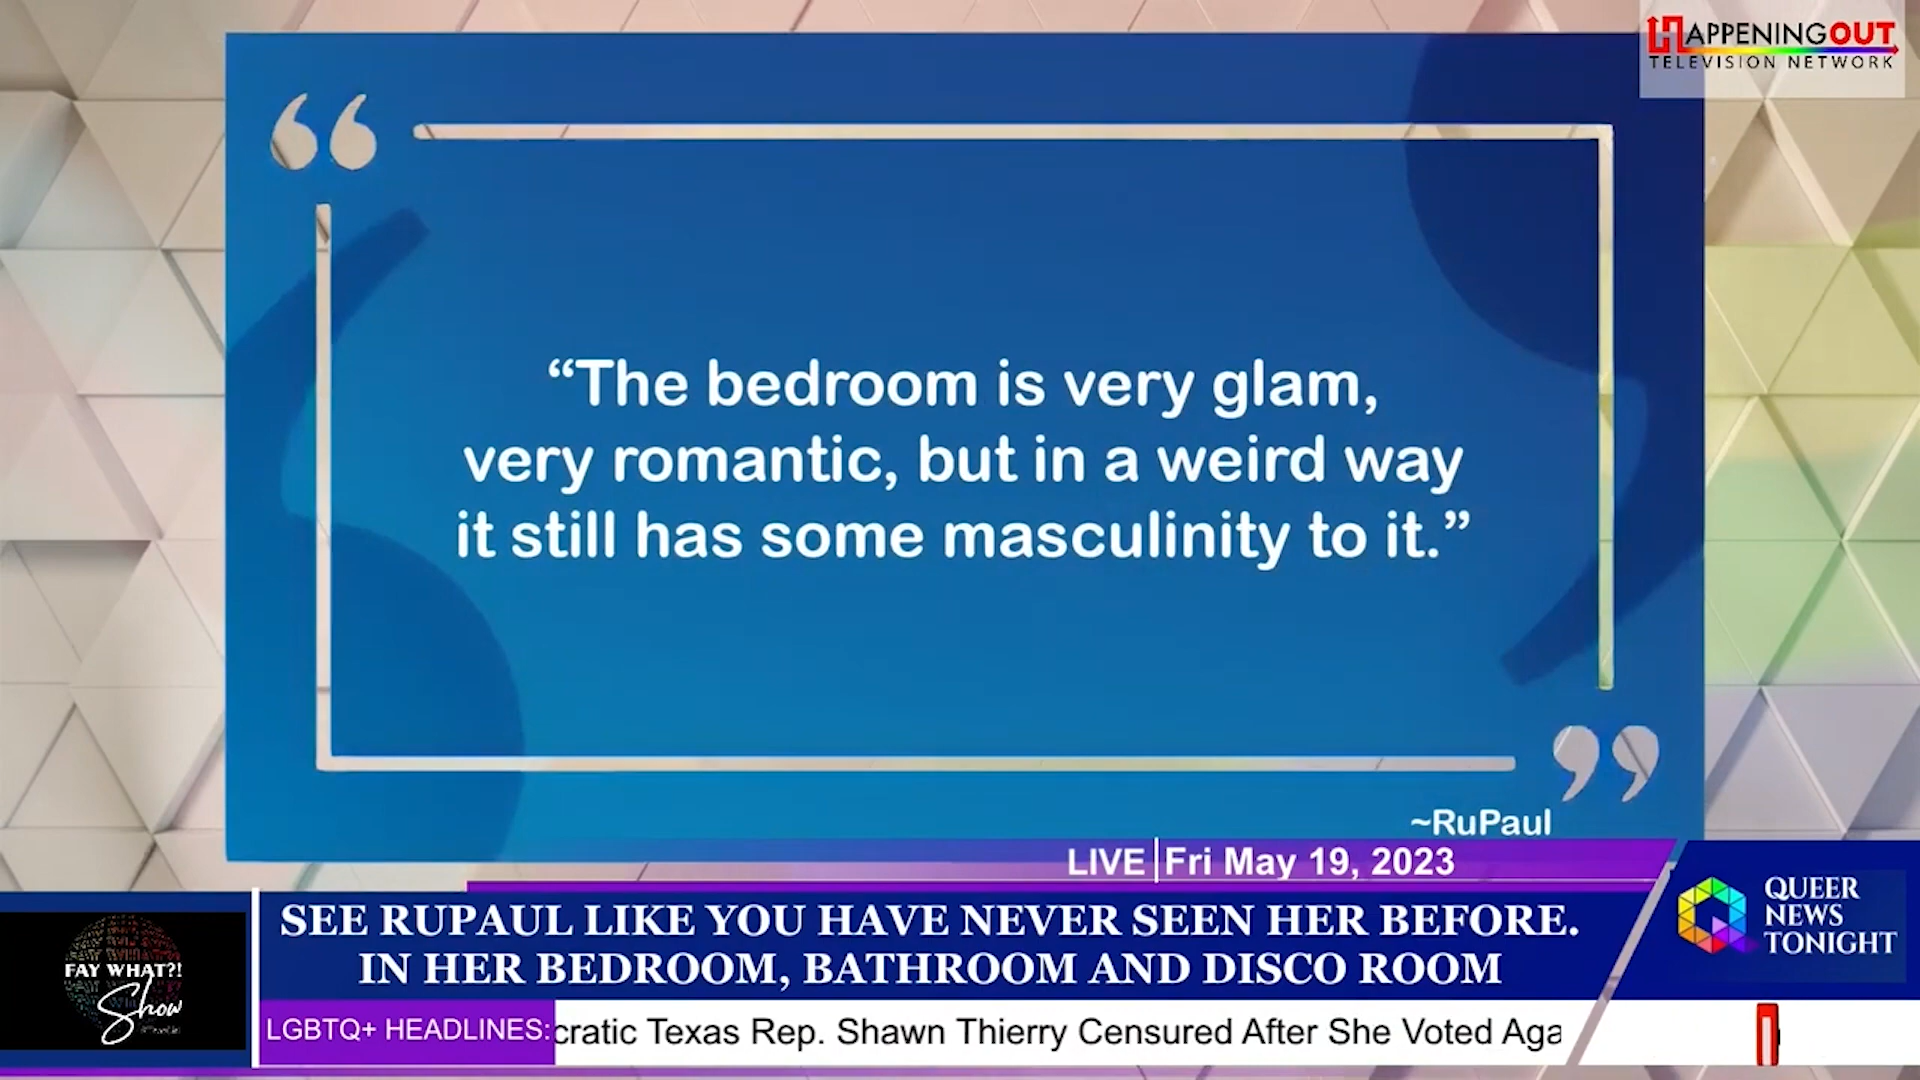 HAPPENINGOUT
TELEVISION NETWORK
“The bedroom is very glam,
very romantic, but in a weird way
it still has some masculinity to it.”
~RuPaul
LIVE Fri May 19, 2023
SEE RUPAUL LIKE YOU HAVE NEVER SEEN HER BEFORE.
IN HER BEDROOM, BATHROOM AND DISCO ROOM
QUEER
NEWS
TONIGHT
FAY WHAT?!
Show
LGBTQ+ HEADLINES: cratic Texas Rep. Shawn Thierry Censured After She Voted Aga